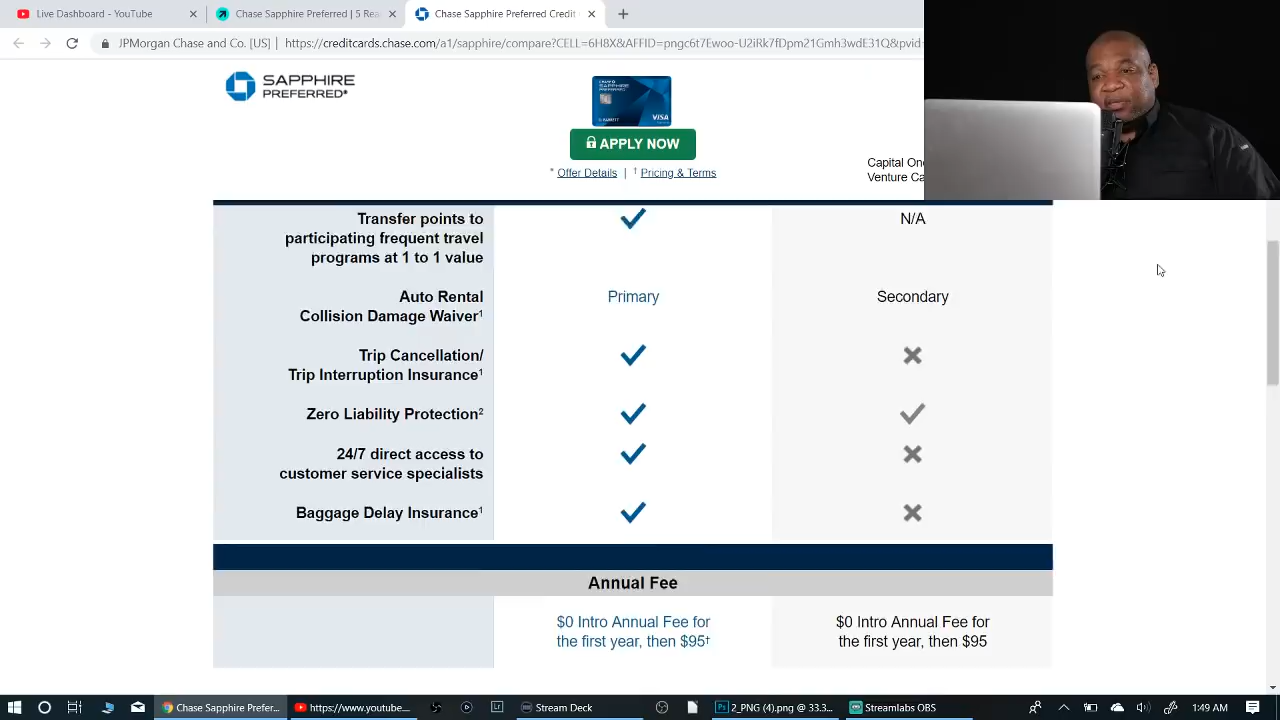 Live Dashboard - YouTube
Chase Sapphire Preferred | 5 Rea
Chase Sapphire Preferred Credit
JPMorgan Chase and Co. [US] | https://creditcards.chase.com/a1/sapphire/compare?CELL=6H8X&AFFID=pngc6t7Ewoo-U2iRk7fDpm21Gmh3wdE31Q&pvid
SAPPHIRE
PREFERRED®
VISA
APPLY NOW
* Offer Details | † Pricing & Terms
Capital On
Venture Ca
Transfer points to
participating frequent travel
programs at 1 to 1 value
N/A
Auto Rental
Collision Damage Waiver¹
Primary
Secondary
Trip Cancellation/
Trip Interruption Insurance¹
Zero Liability Protection²
24/7 direct access to
customer service specialists
Baggage Delay Insurance¹
Annual Fee
$0 Intro Annual Fee for
the first year, then $95†
$0 Intro Annual Fee for
the first year, then $95
Chase Sapphire Prefer...
https://www.youtube...
Stream Deck
2_PNG (4).png @ 33.3...
Streamlabs OBS
1:49 AM